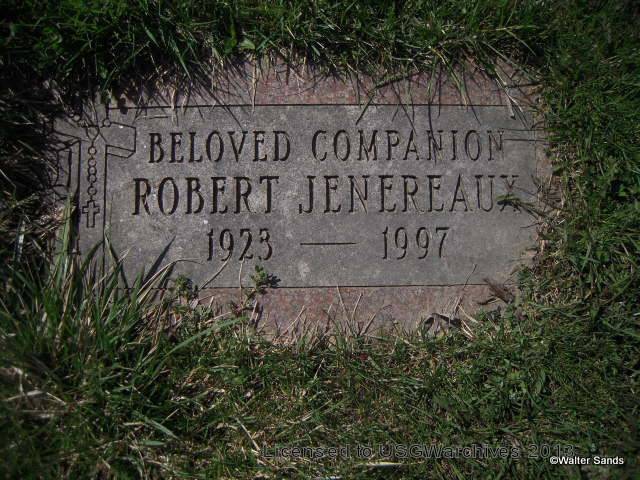 BELOVED COMPANION
ROBERT JENEREAUX
1923 — 1997
Licensed to USGWarchives 2013
©Walter Sands